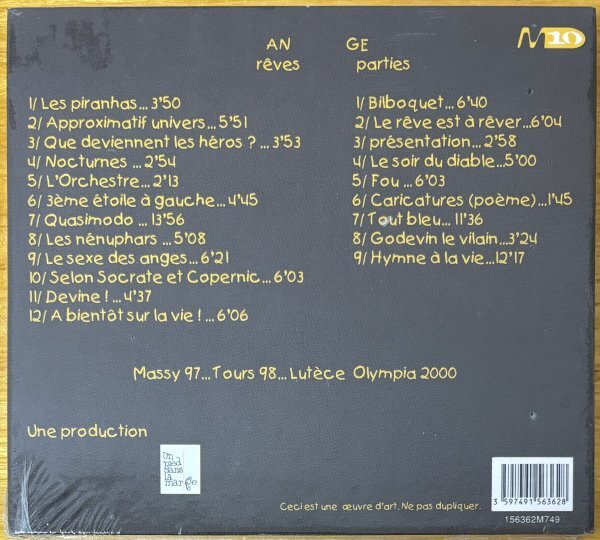 AN GE
rêves parties
M10
1/ Les piranhas... 3'50
2/ Approximatif univers... 5'51
3/ Que deviennent les héros ? ... 3'53
4/ Nocturnes ... 2'54
5/ L'Orchestre... 2'13
6/ 3ème étoile à gauche... 4'45
7/ Quasimodo ... 13'56
8/ Les nénuphars ... 5'08
9/ Le sexe des anges... 6'21
10/ Selon Socrate et Copernic... 6'03
11/ Devine ! ... 4'37
12/ A bientôt sur la vie ! ... 6'06
1/ Bilboquet... 6'40
2/ Le rêve est à rêver...6'04
3/ présentation... 2'58
4/ Le soir du diable...5'00
5/ Fou ... 6'03
6/ Caricatures (poème)...1'45
7/ Tout bleu... 11'36
8/ Godevin le vilain...3'24
9/ Hymne à la vie...12'17
Massy 97...Tours 98... Lutèce Olympia 2000
Une production
un
pied
dans
la
marge
Ceci est une œuvre d'art. Ne pas dupliquer.
3 597491 563628
156362M749